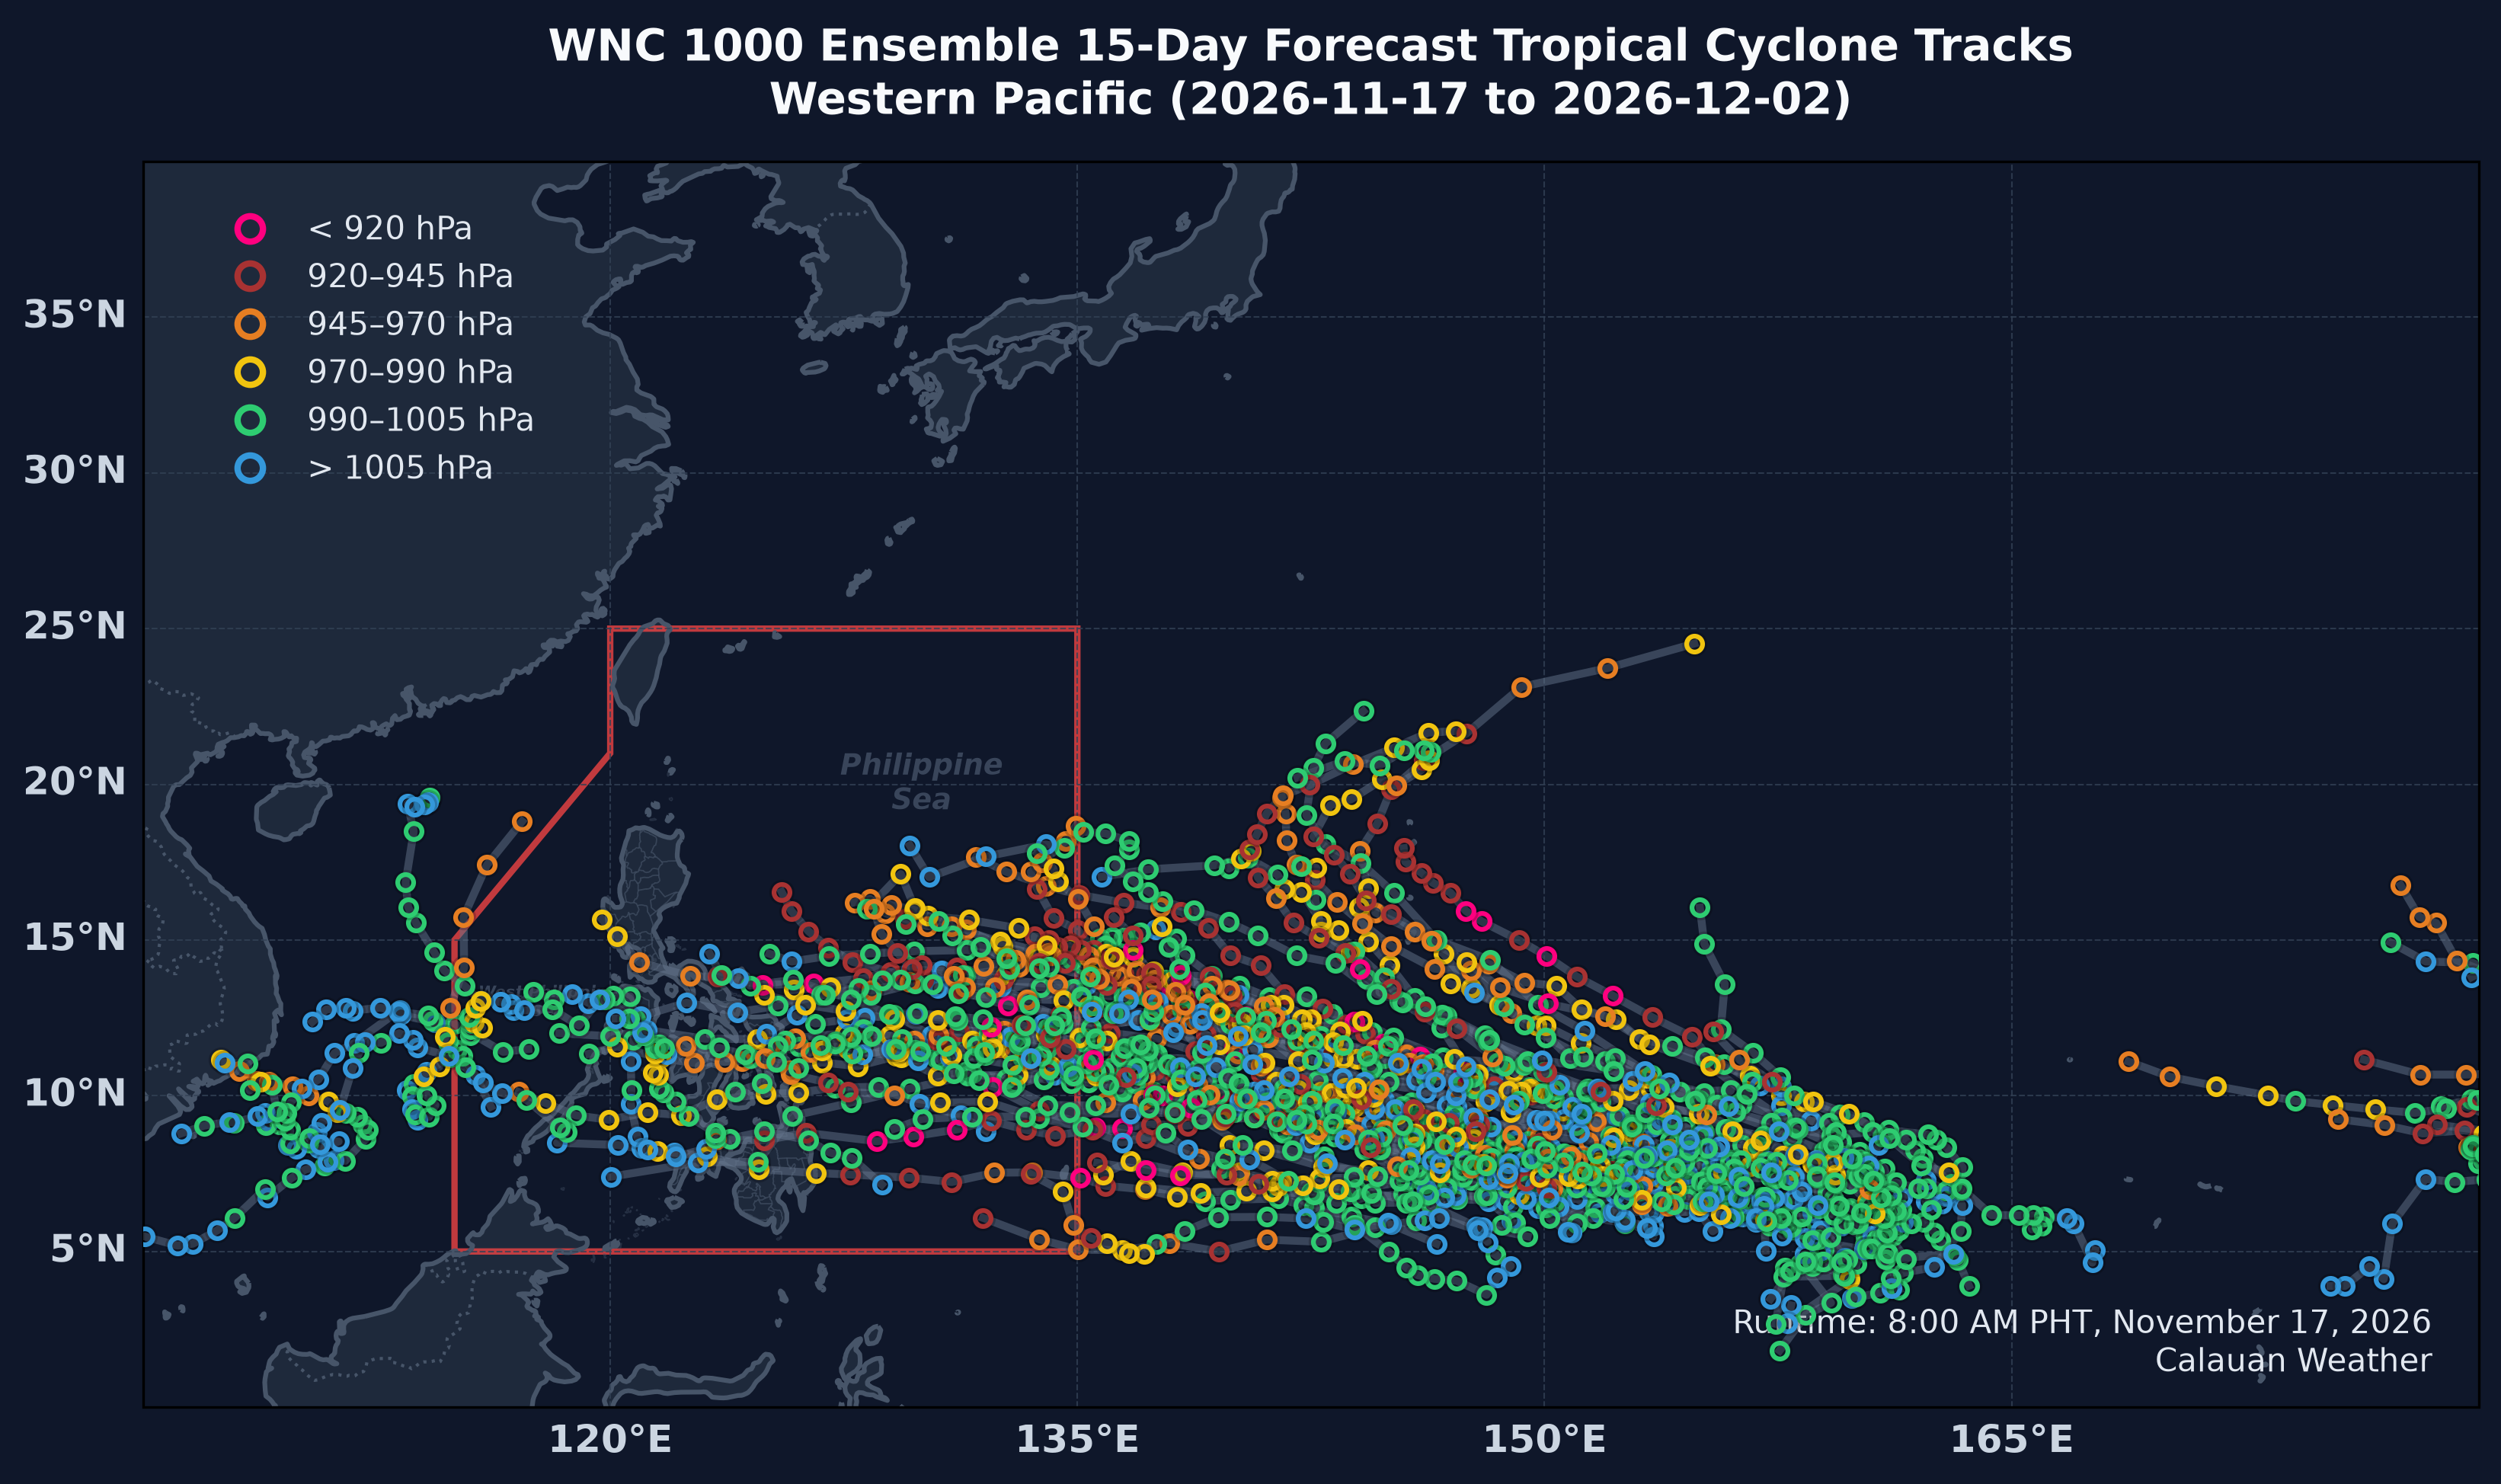 WNC 1000 Ensemble 15-Day Forecast Tropical Cyclone Tracks
Western Pacific (2026-11-17 to 2026-12-02)
< 920 hPa
920–945 hPa
945–970 hPa
970–990 hPa
990–1005 hPa
> 1005 hPa
35°N
30°N
25°N
20°N
15°N
10°N
5°N
Philippine
Sea
Runtime: 8:00 AM PHT, November 17, 2026
Calauan Weather
120°E
135°E
150°E
165°E